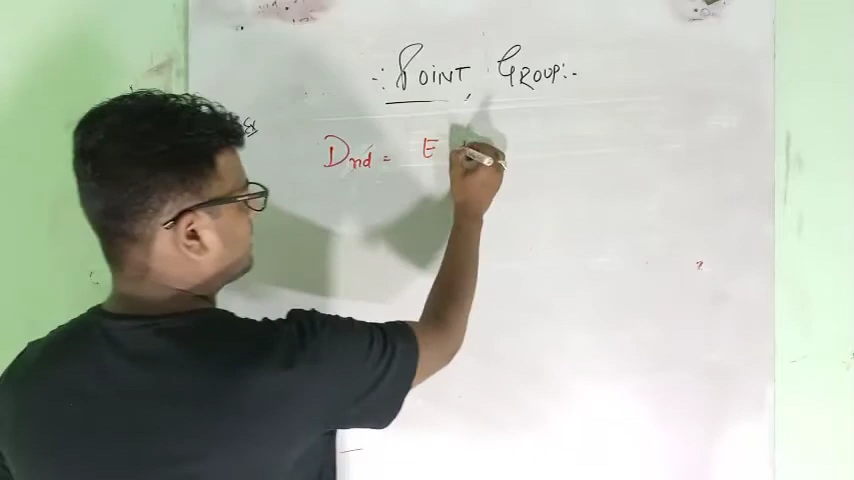 ∴ POINT GROUP:-
Dnd = E